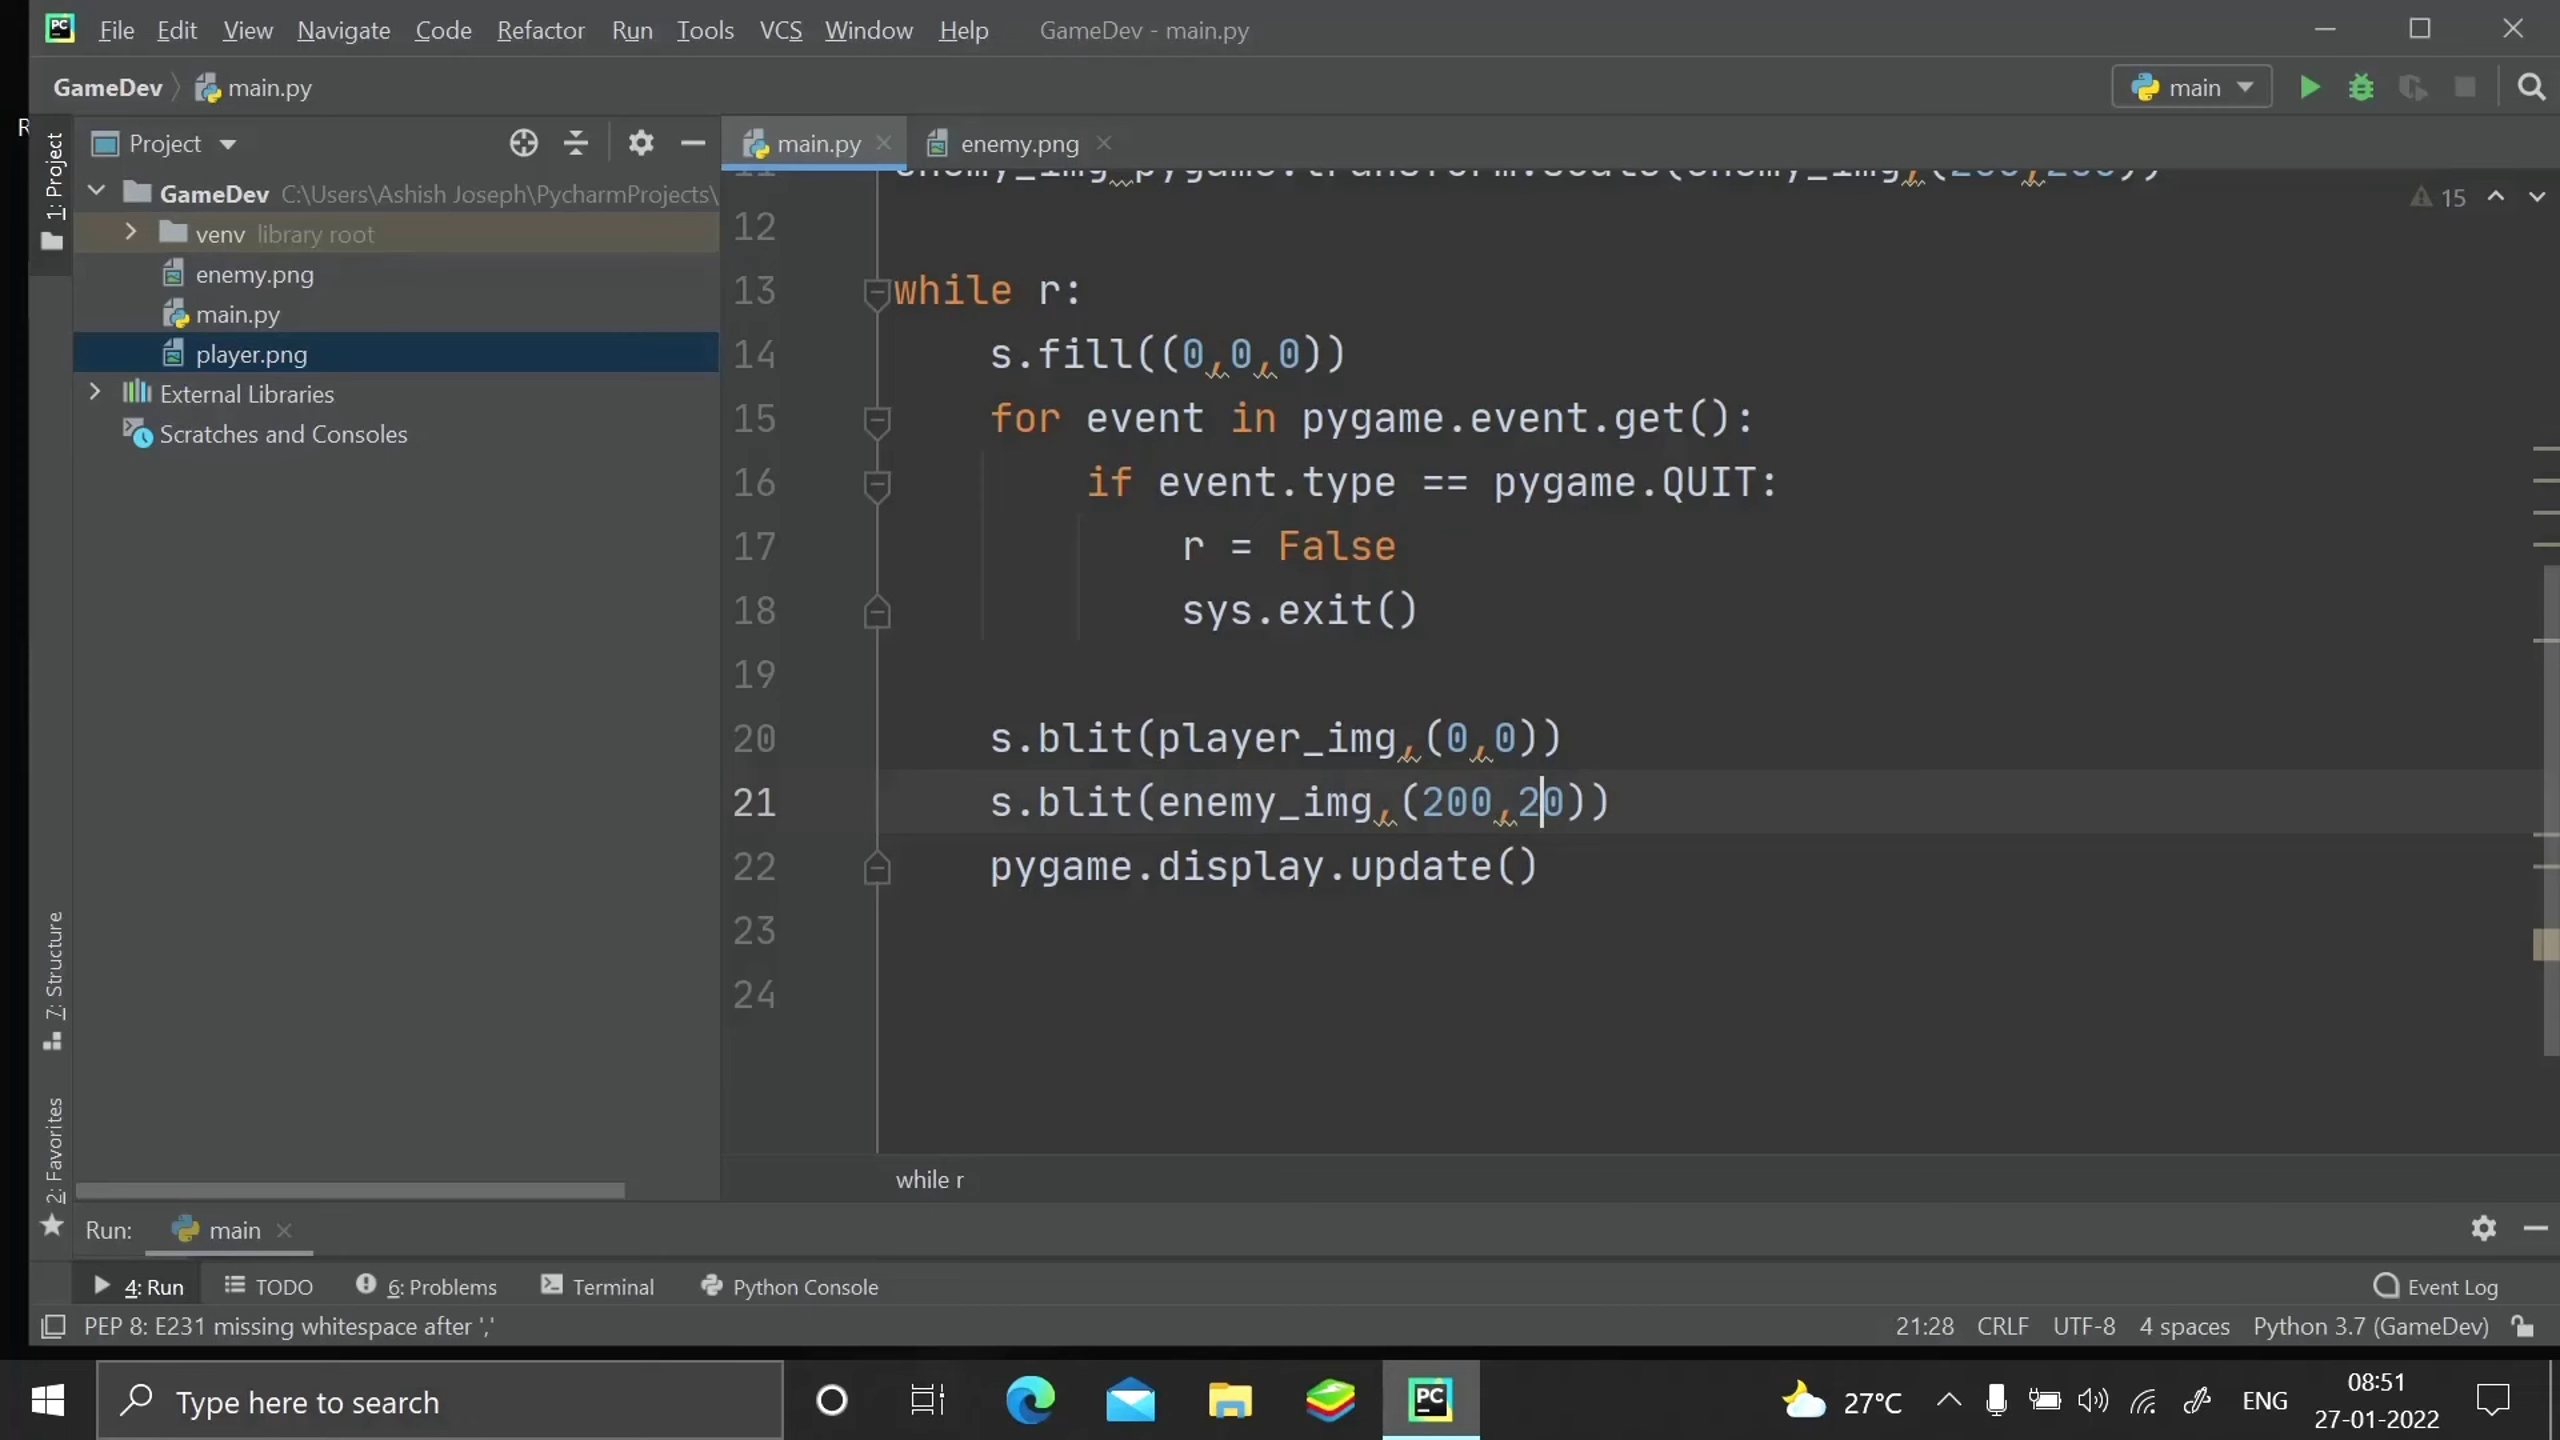 PC File Edit View Navigate Code Refactor Run Tools VCS Window Help GameDev - main.py
GameDev main.py main
R
1: Project
Project
main.py
enemy.png
GameDev C:\Users\Ashish Joseph\PycharmProjects\
venv library root
enemy.png
main.py
player.png
External Libraries
Scratches and Consoles
15
12
13 while r:
14 s.fill((0,0,0))
15 for event in pygame.event.get():
16 if event.type == pygame.QUIT:
17 r = False
18 sys.exit()
19
20 s.blit(player_img,(0,0))
21 s.blit(enemy_img,(200,20))
22 pygame.display.update()
23
24
while r
7: Structure
2: Favorites
Run: main
4: Run TODO 6: Problems Terminal Python Console Event Log
PEP 8: E231 missing whitespace after ',' 21:28 CRLF UTF-8 4 spaces Python 3.7 (GameDev)
Type here to search PC 27°C ENG 08:51
27-01-2022